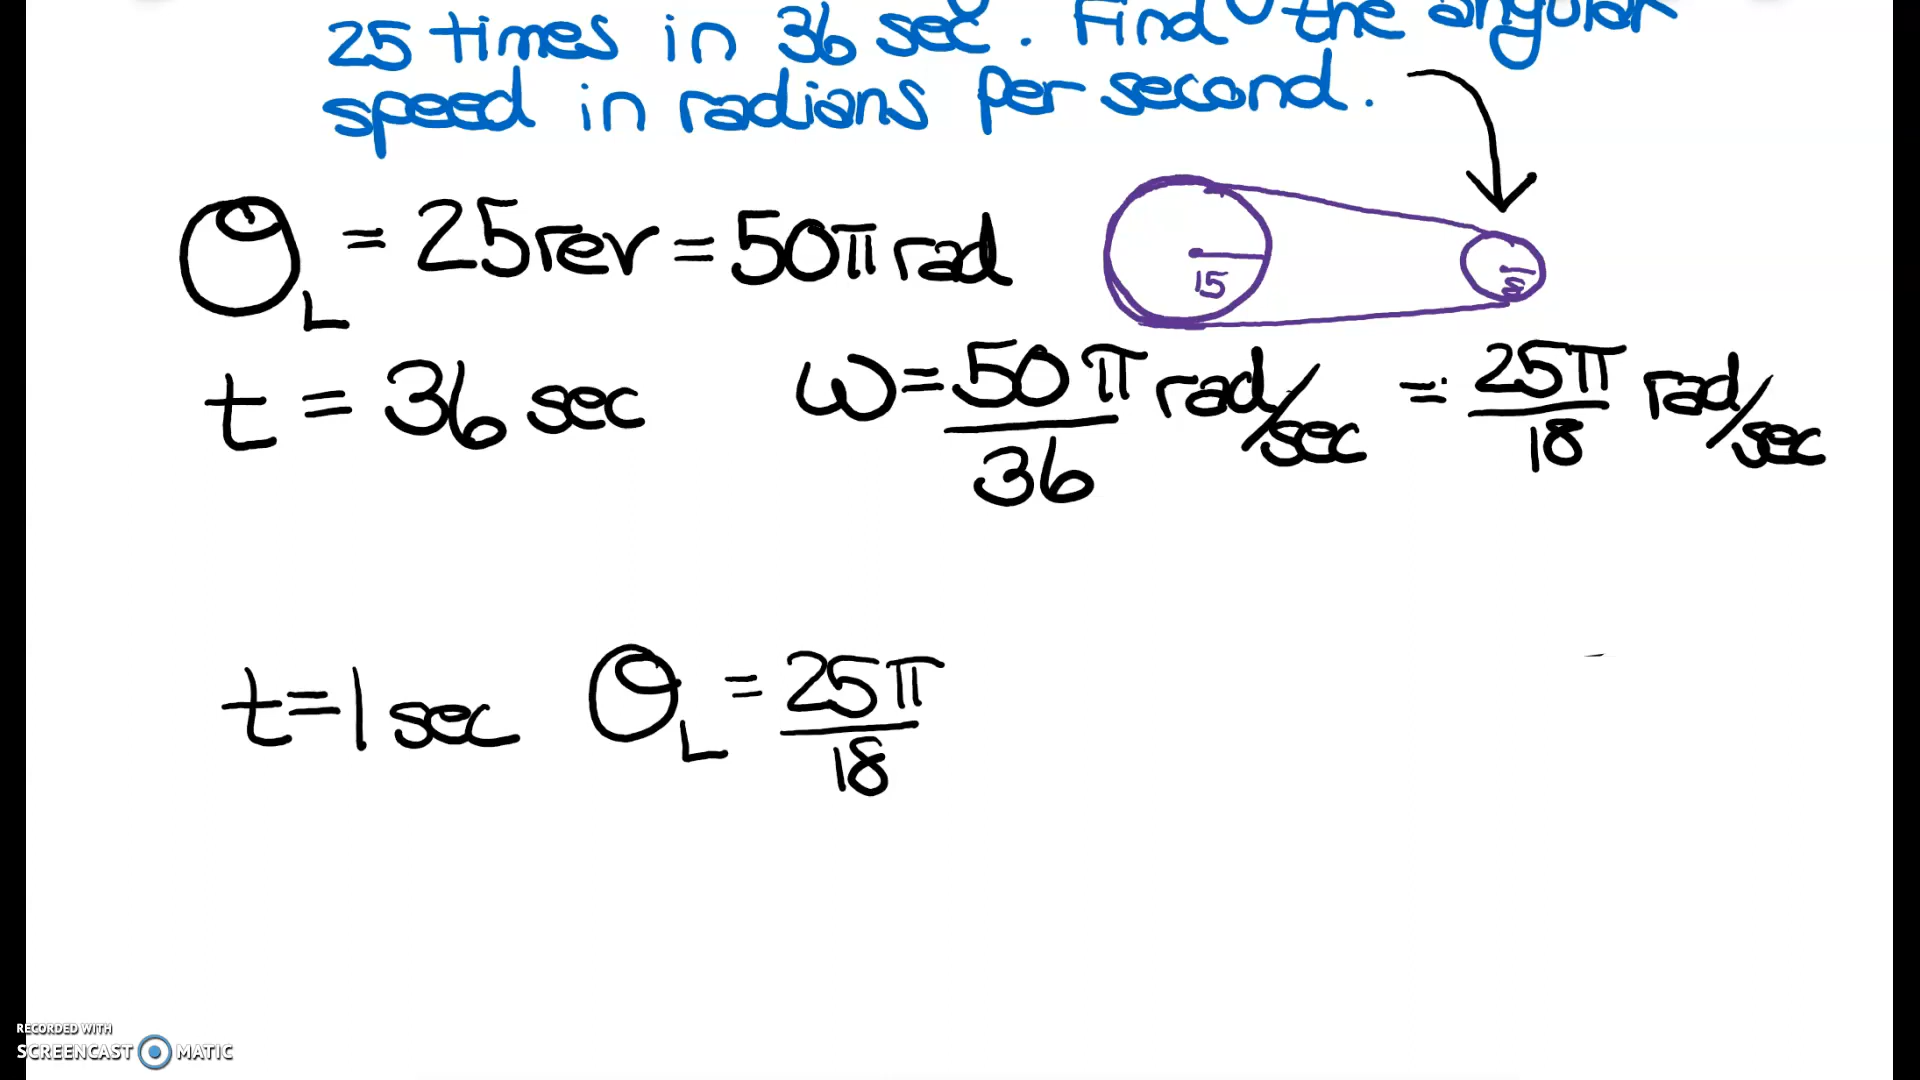 25 times in 36 sec. Find the angular
speed in radians per second.
θL = 25rev = 50π rad
15
t = 36 sec
ω = 50π/36 rad/sec = 25π/18 rad/sec
t=1 sec θL = 25π/18
RECORDED WITH
SCREENCAST MATIC